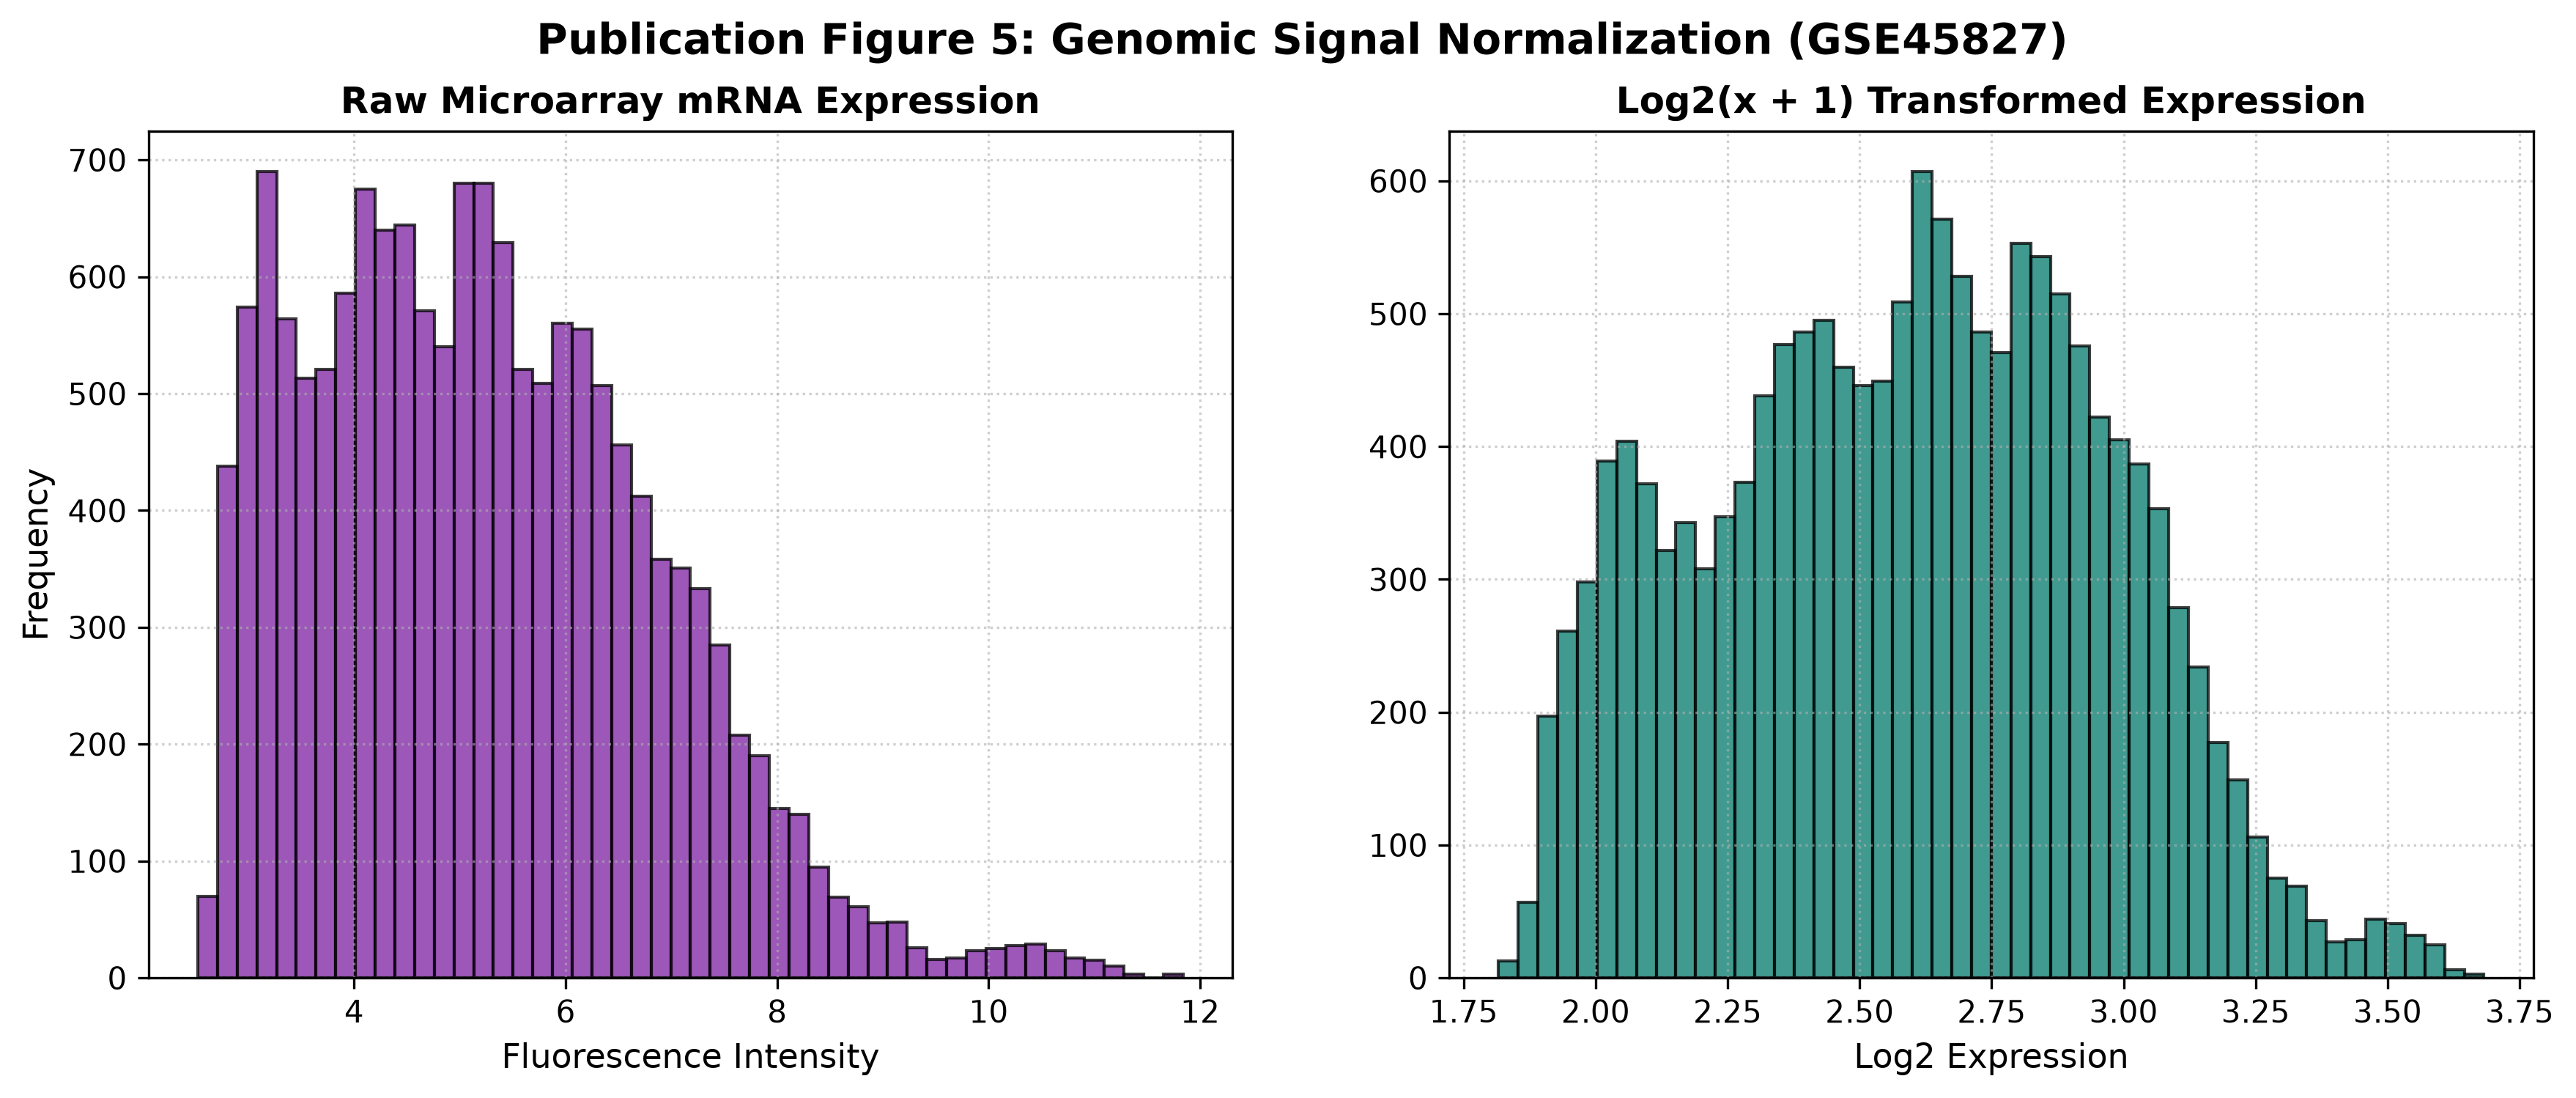 Publication Figure 5: Genomic Signal Normalization (GSE45827)
Raw Microarray mRNA Expression
700
600
500
400
300
200
100
0
Frequency
4 6 8 10 12
Fluorescence Intensity
Log2(x + 1) Transformed Expression
600
500
400
300
200
100
0
1.75 2.00 2.25 2.50 2.75 3.00 3.25 3.50 3.75
Log2 Expression